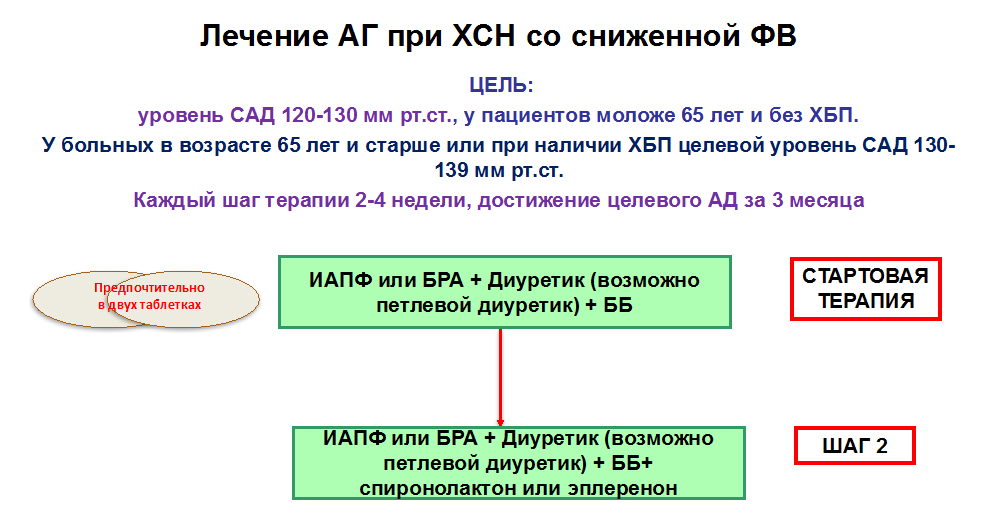 Лечение АГ при ХСН со сниженной ФВ
ЦЕЛЬ:
уровень САД 120-130 мм рт.ст., у пациентов моложе 65 лет и без ХБП.
У больных в возрасте 65 лет и старше или при наличии ХБП целевой уровень САД 130-
139 мм рт.ст.
Каждый шаг терапии 2-4 недели, достижение целевого АД за 3 месяца
Предпочтительно
в двух таблетках
ИАПФ или БРА + Диуретик (возможно
петлевой диуретик) + ББ
СТАРТОВАЯ
ТЕРАПИЯ
ИАПФ или БРА + Диуретик (возможно
петлевой диуретик) + ББ+
спиронолактон или эплеренон
ШАГ 2